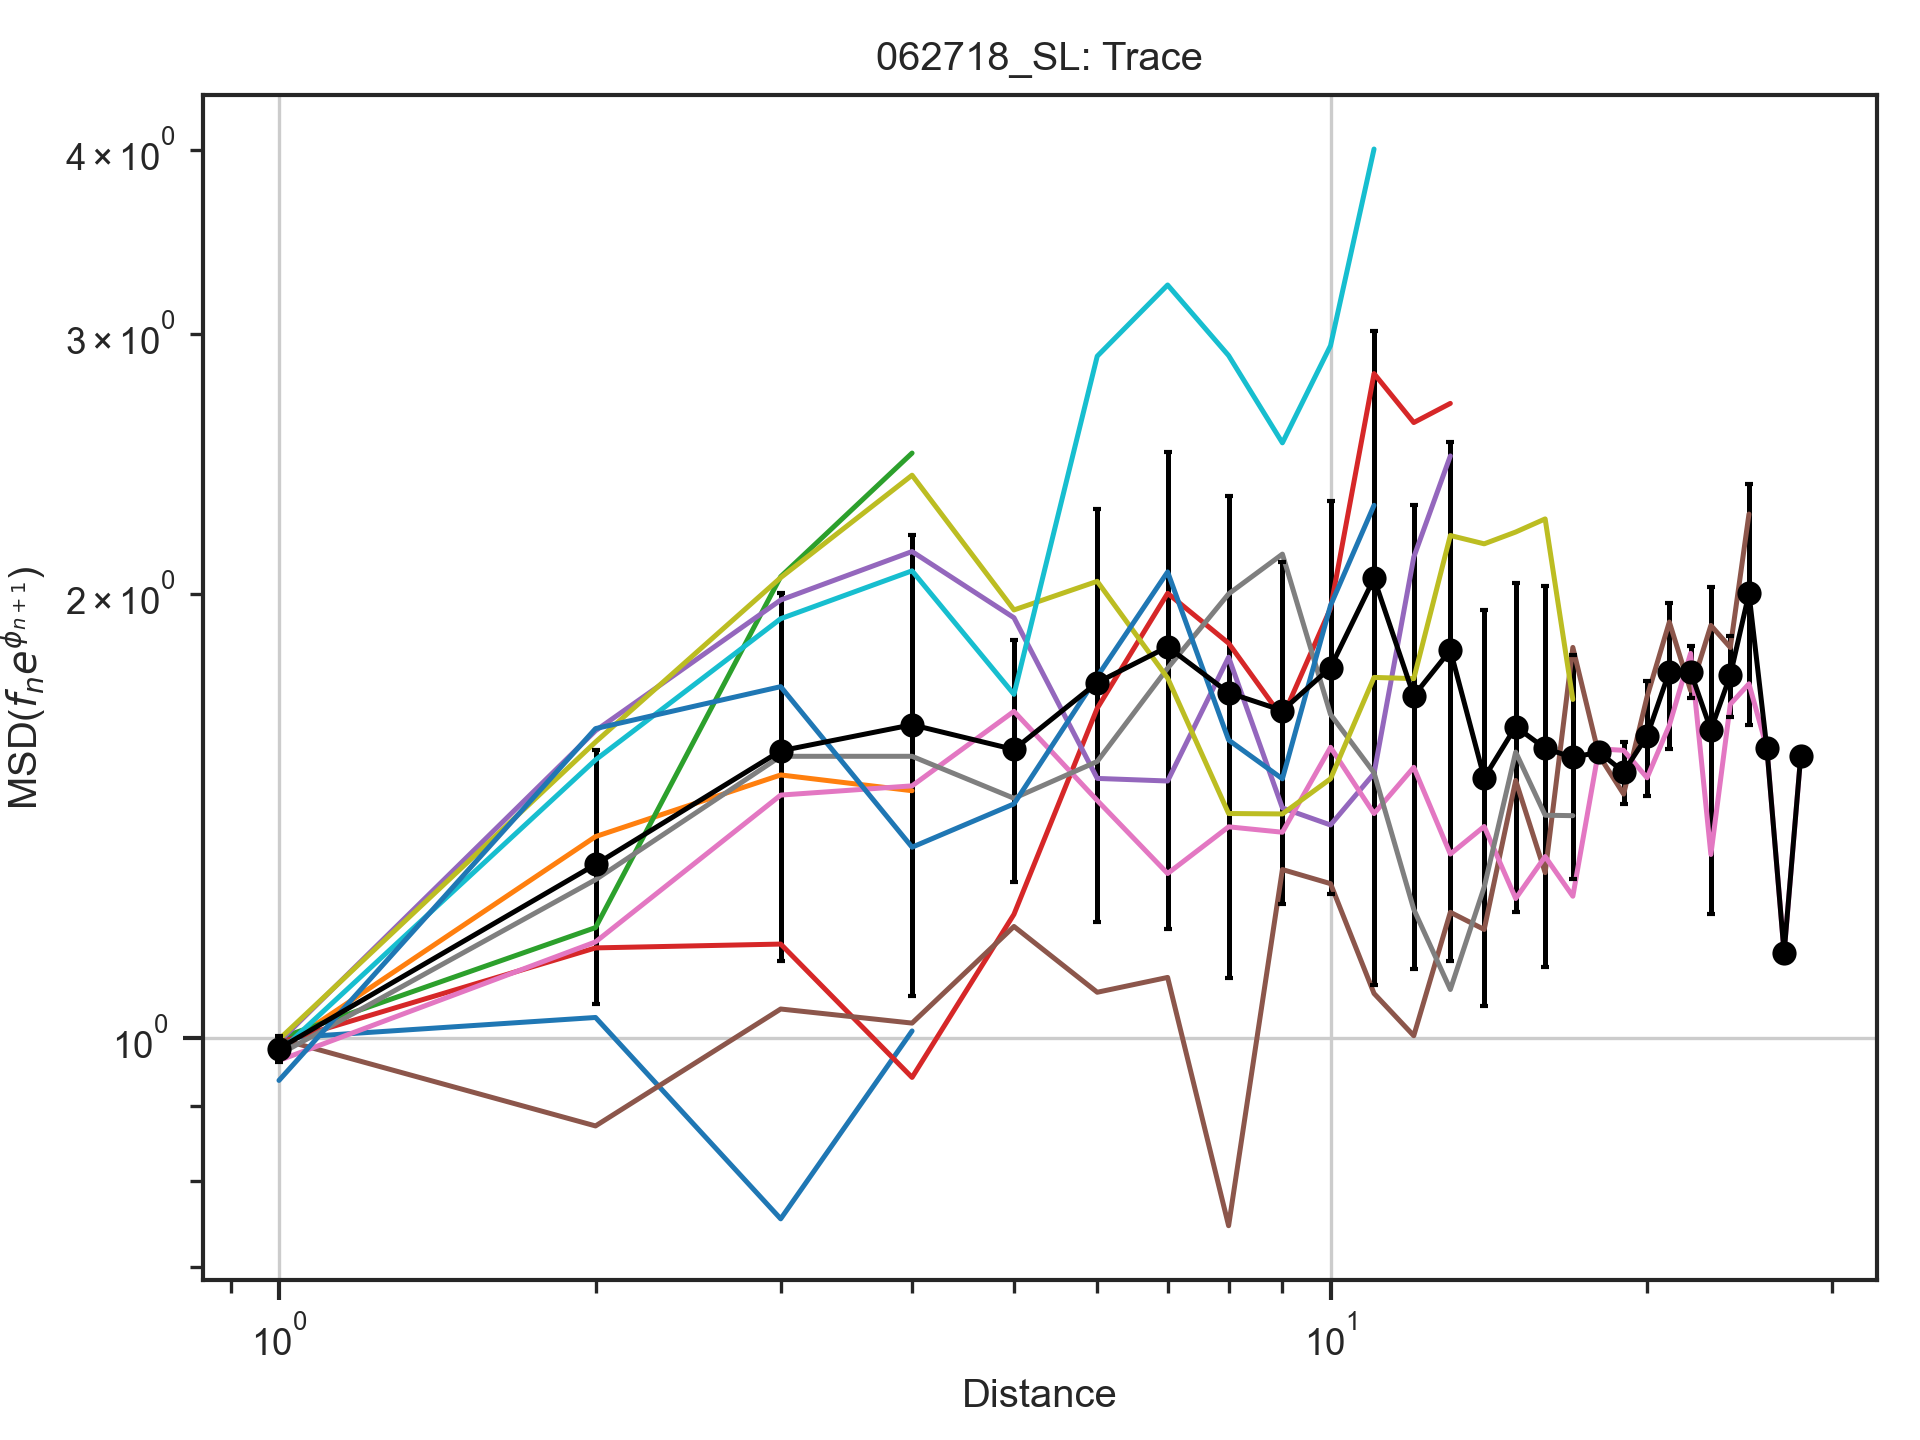 062718_SL: Trace
4 × 10⁰
3 × 10⁰
2 × 10⁰
10⁰
MSD(fₙe^ϕₙ₊₁)
10⁰ 10¹
Distance